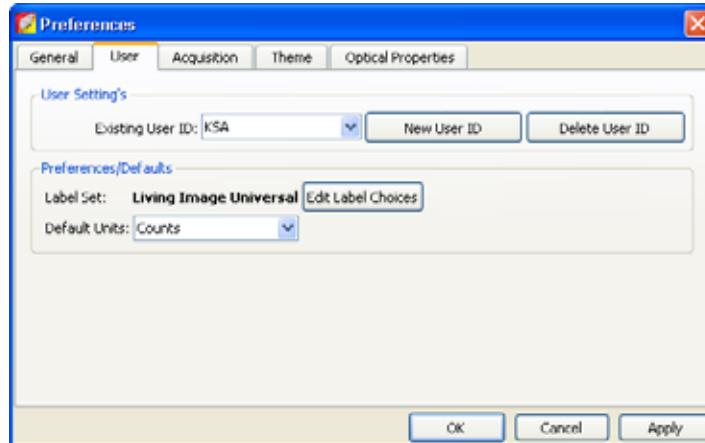 Preferences
General User Acquisition Theme Optical Properties
User Setting's
Existing User ID: KSA New User ID Delete User ID
Preferences/Defaults
Label Set: Living Image Universal Edit Label Choices
Default Units: Counts
OK Cancel Apply